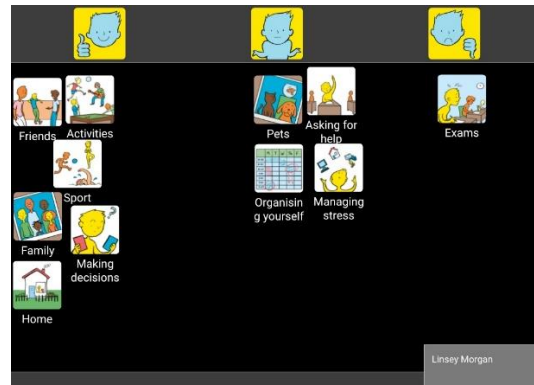 Friends
Activities
Sport
Family
Making
decisions
Home
Pets
Asking for
help
Organisin
g yourself
Managing
stress
Exams
Linsey Morgan